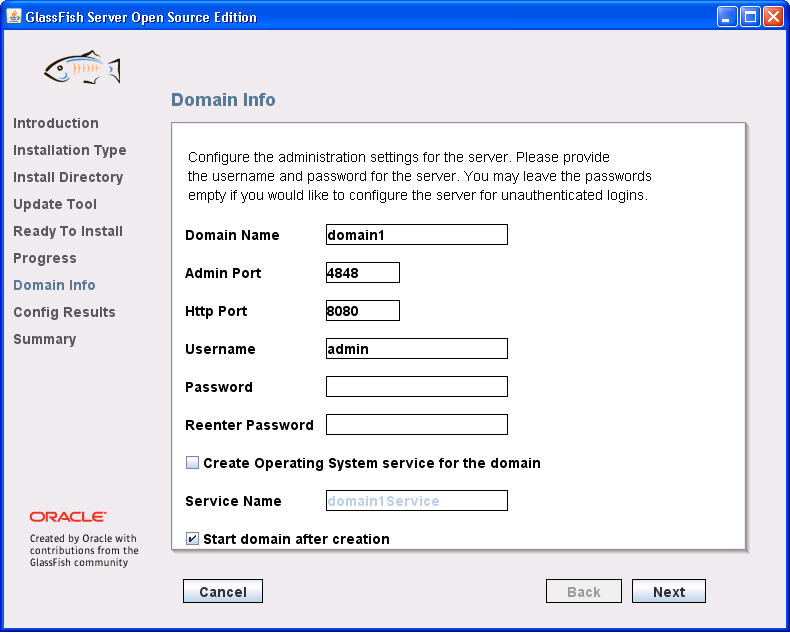 GlassFish Server Open Source Edition
Introduction
Installation Type
Install Directory
Update Tool
Ready To Install
Progress
Domain Info
Config Results
Summary
ORACLE
Created by Oracle with
contributions from the
GlassFish community
Domain Info
Configure the administration settings for the server. Please provide
the username and password for the server. You may leave the passwords
empty if you would like to configure the server for unauthenticated logins.
Domain Name domain1
Admin Port 4848
Http Port 8080
Username admin
Password
Reenter Password
Create Operating System service for the domain
Service Name domain1Service
Start domain after creation
Cancel Back Next